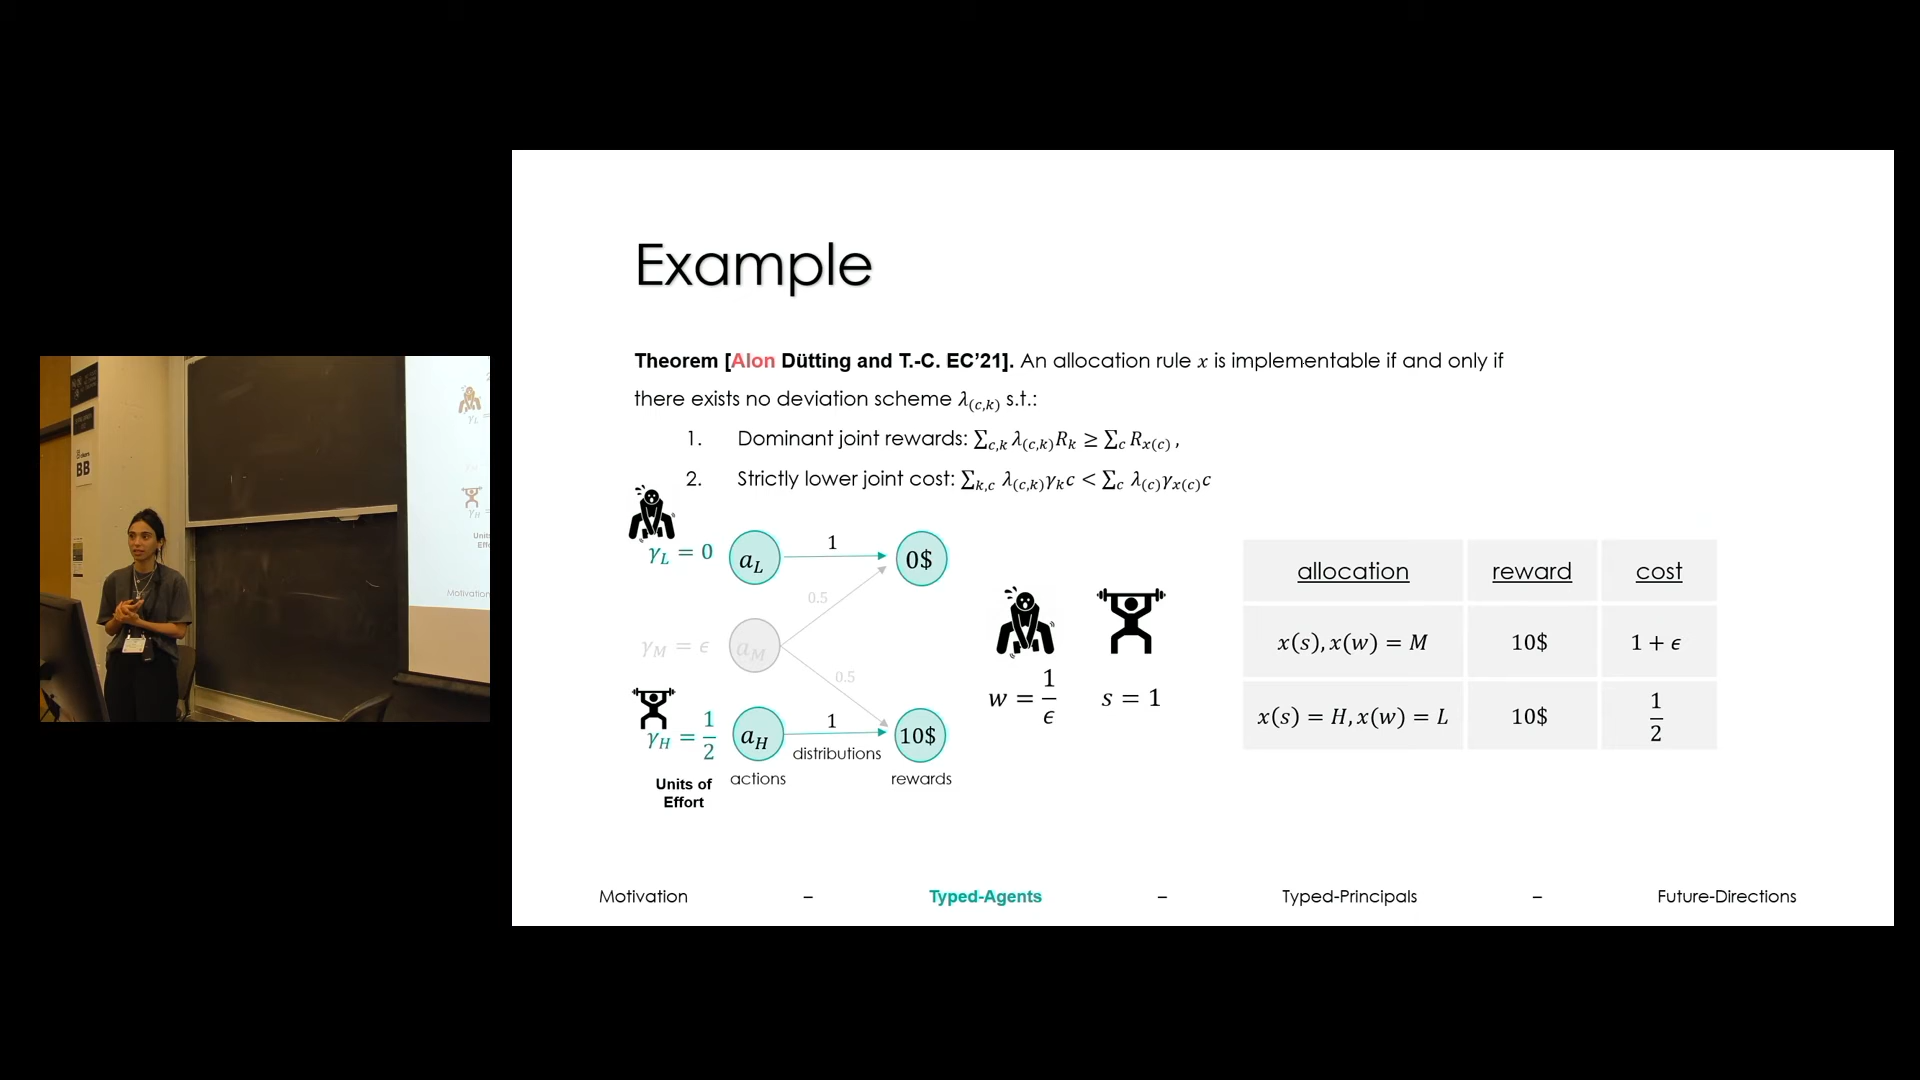 Example
Theorem [Alon Dütting and T.-C. EC'21]. An allocation rule x is implementable if and only if
there exists no deviation scheme λ(c,k) s.t.:
1. Dominant joint rewards: ∑c,k λ(c,k)Rk ≥ ∑c Rx(c) ,
2. Strictly lower joint cost: ∑k,c λ(c,k)γkc < ∑c λ(c)γx(c)c
γL = 0
aL
1
0$
0.5
γM = ϵ
aM
0.5
γH = 1/2
aH
1
10$
distributions
Units of
Effort
actions
rewards
w = 1/ϵ
s = 1
allocation reward cost
x(s), x(w) = M 10$ 1 + ϵ
x(s) = H, x(w) = L 10$ 1/2
Motivation – Typed-Agents – Typed-Principals – Future-Directions
BB
Motivation